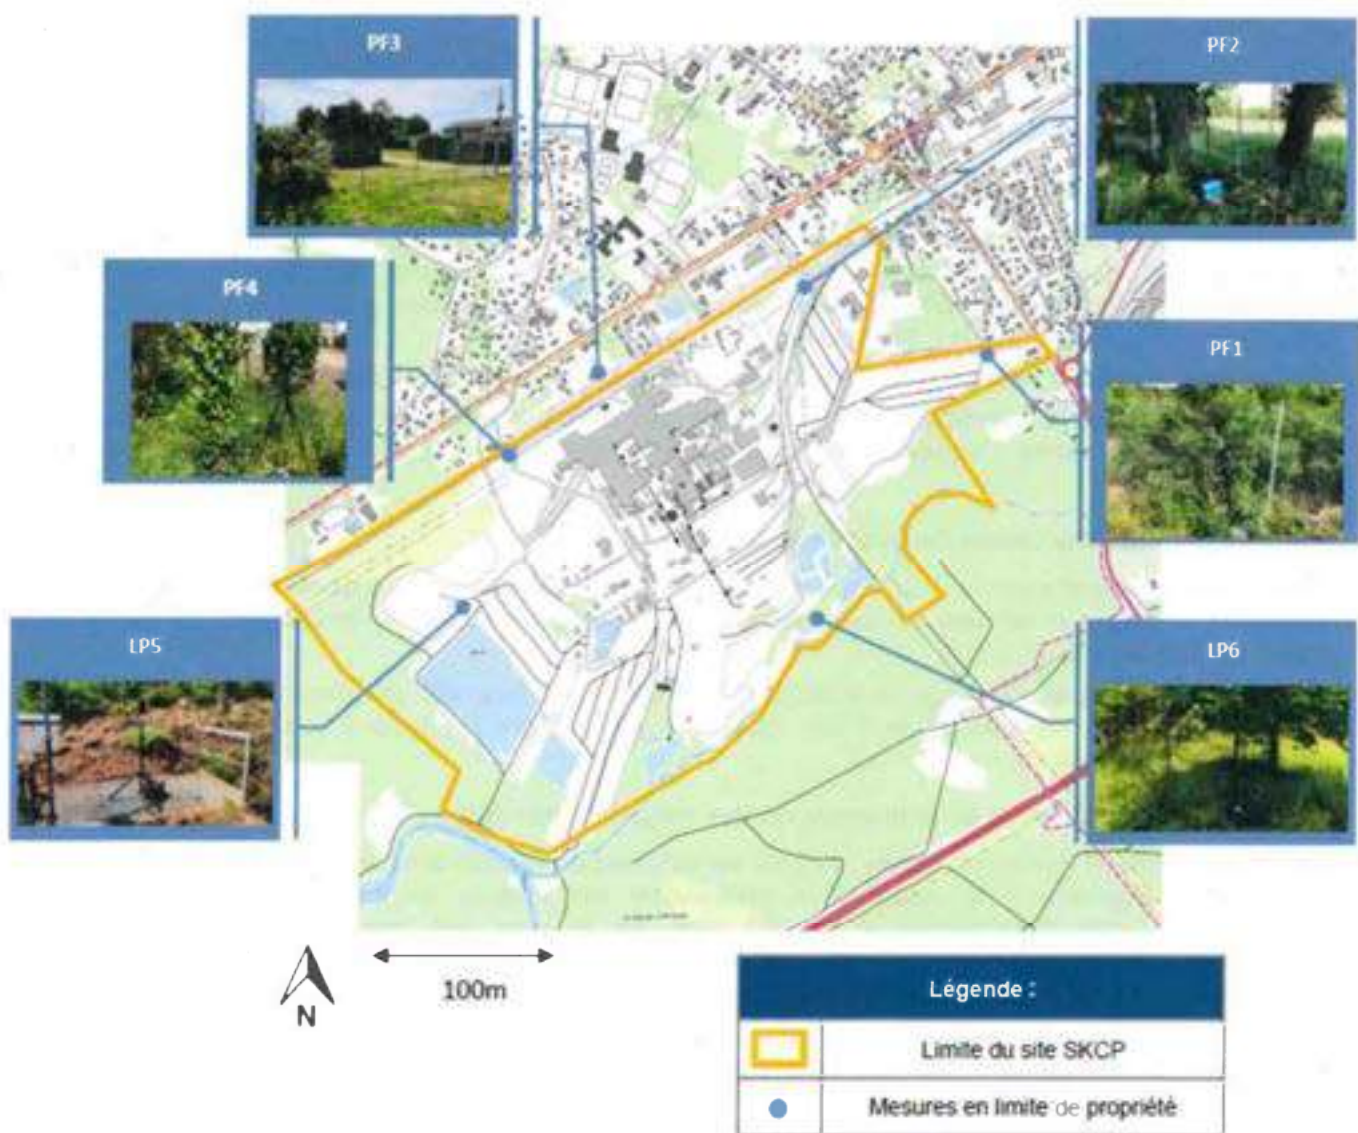 PF3
PF2
PF4
PF1
LP5
LP6
N
100m
Légende :
Limite du site SKCP
Mesures en limite de propriété